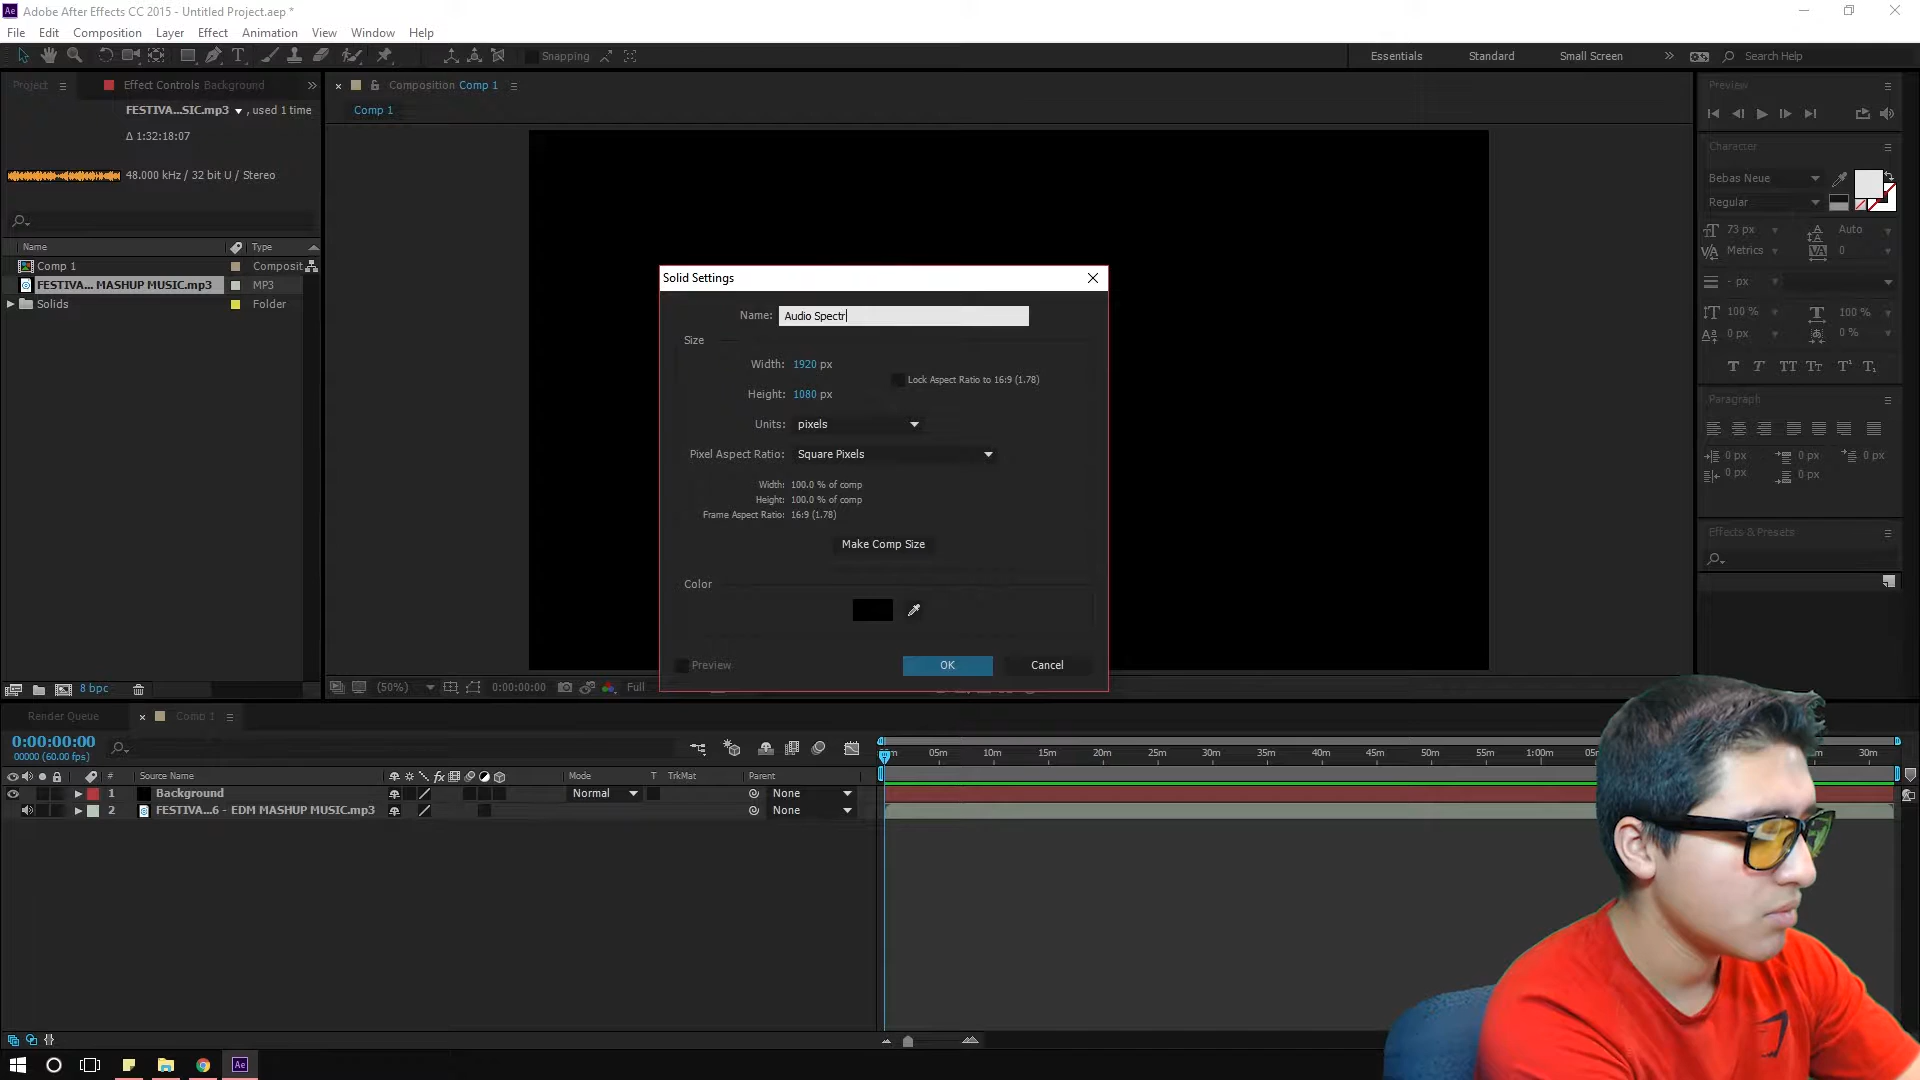 Adobe After Effects CC 2015 - Untitled Project.aep *
File Edit Composition Layer Effect Animation View Window Help
Snapping
Essentials Standard Small Screen Search Help
Project Effect Controls Background
Composition Comp 1
Comp 1
FESTIVA...SIC.mp3 , used 1 time
Δ 1:32:18:07
48.000 kHz / 32 bit U / Stereo
Name Type
Comp 1 Composit
FESTIVA... MASHUP MUSIC.mp3 MP3
Solids Folder
8 bpc
Solid Settings
Name: Audio Spectr
Size
Width: 1920 px
Lock Aspect Ratio to 16:9 (1.78)
Height: 1080 px
Units: pixels
Pixel Aspect Ratio: Square Pixels
Width: 100.0 % of comp
Height: 100.0 % of comp
Frame Aspect Ratio: 16:9 (1.78)
Make Comp Size
Color
Preview
OK Cancel
(50%) 0:00:00:00 Full
Preview
Character
Bebas Neue
Regular
73 px Auto
Metrics 0
- px
100 % 100 %
0 px 0 %
Paragraph
0 px 0 px 0 px
0 px 0 px
Effects & Presets
Render Queue Comp 1
0:00:00:00
00000 (60.00 fps)
05m 10m 15m 20m 25m 30m 35m 40m 45m 50m 55m 1:00m 30m
# Source Name Mode T TrkMat Parent
1 Background Normal None
2 FESTIVA...6 - EDM MASHUP MUSIC.mp3 None
Ae